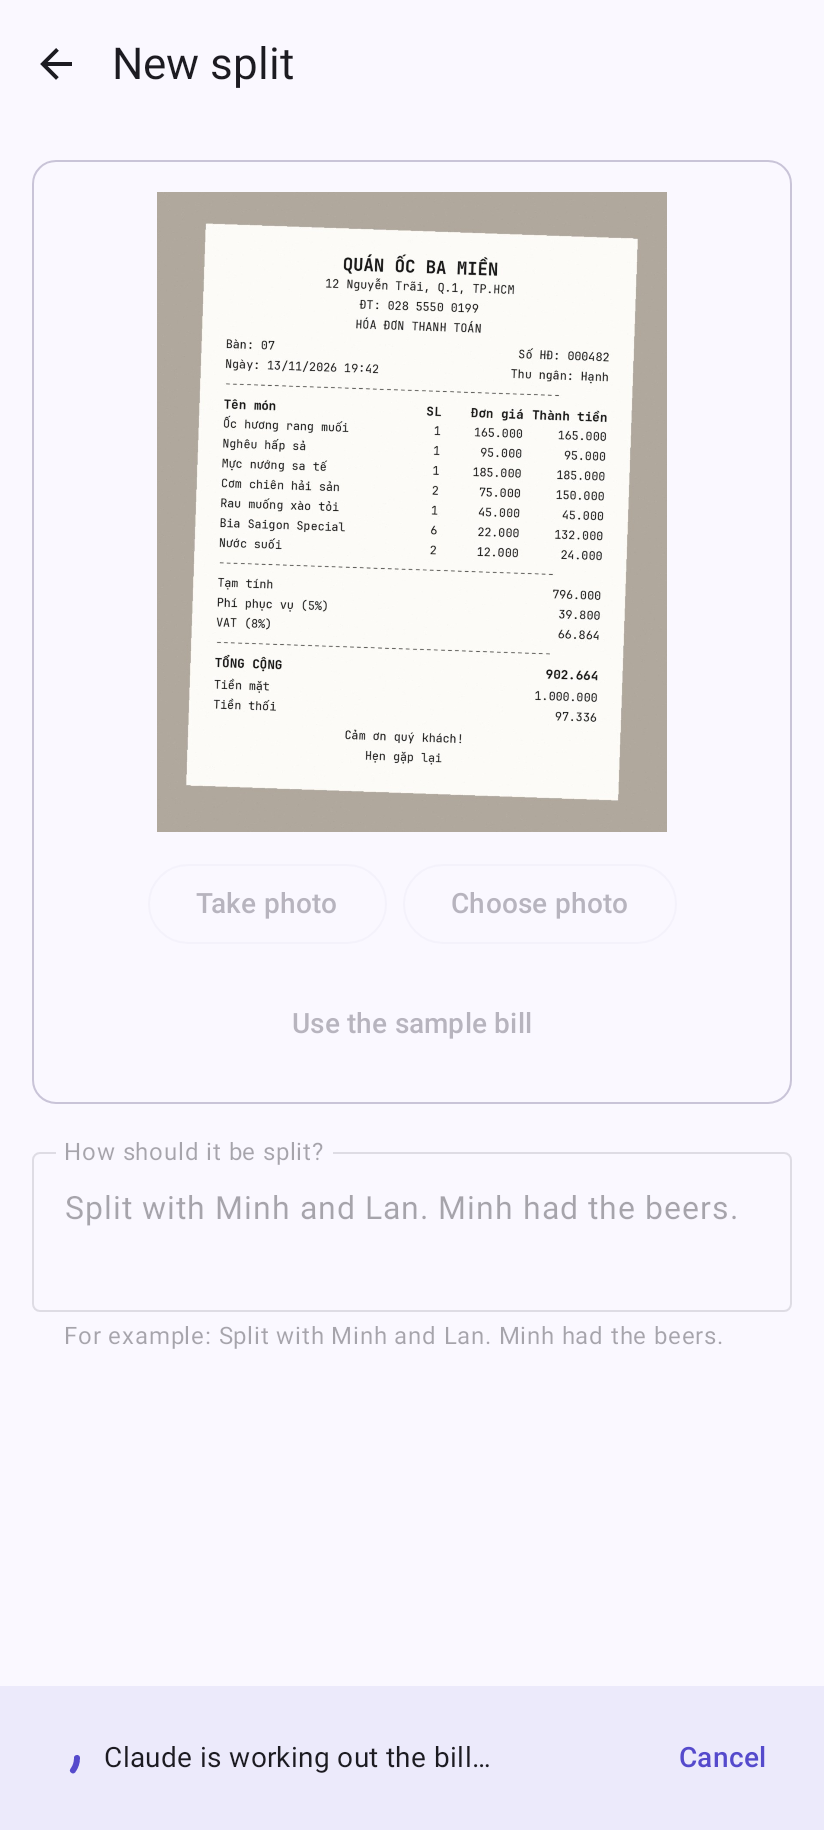 New split
QUÁN ỐC BA MIỀN
12 Nguyễn Trãi, Q.1, TP.HCM
ĐT: 028 5550 0199
HÓA ĐƠN THANH TOÁN
Bàn: 07 Số HĐ: 000482
Ngày: 13/11/2026 19:42 Thu ngân: Hạnh
Tên món SL Đơn giá Thành tiền
Ốc hương rang muối 1 165.000 165.000
Nghêu hấp sả 1 95.000 95.000
Mực nướng sa tế 1 185.000 185.000
Cơm chiên hải sản 2 75.000 150.000
Rau muống xào tỏi 1 45.000 45.000
Bia Saigon Special 6 22.000 132.000
Nước suối 2 12.000 24.000
Tạm tính 796.000
Phí phục vụ (5%) 39.800
VAT (8%) 66.864
TỔNG CỘNG 902.664
Tiền mặt 1.000.000
Tiền thối 97.336
Cảm ơn quý khách!
Hẹn gặp lại
Take photo Choose photo
Use the sample bill
How should it be split?
Split with Minh and Lan. Minh had the beers.
For example: Split with Minh and Lan. Minh had the beers.
Claude is working out the bill… Cancel